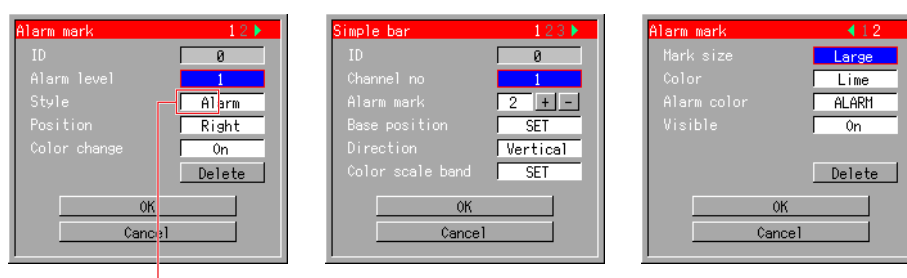 Alarm mark 1 2
ID 0
Alarm level 1
Style Alarm
Position Right
Color change On
Delete
OK
Cancel
Simple bar 1 2 3
ID 0
Channel no 1
Alarm mark 2 + -
Base position SET
Direction Vertical
Color scale band SET
OK
Cancel
Alarm mark 1 2
Mark size Large
Color Lime
Alarm color ALARM
Visible On
Delete
OK
Cancel